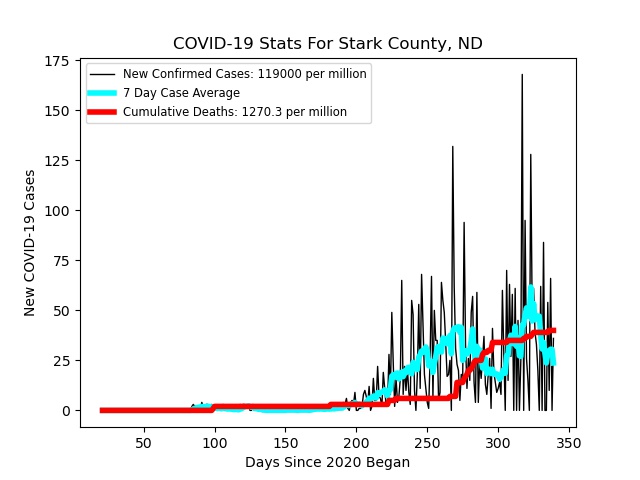 COVID-19 Stats For Stark County, ND
New Confirmed Cases: 119000 per million
7 Day Case Average
Cumulative Deaths: 1270.3 per million
175
150
125
100
75
50
25
0
New COVID-19 Cases
50
100
150
200
250
300
350
Days Since 2020 Began